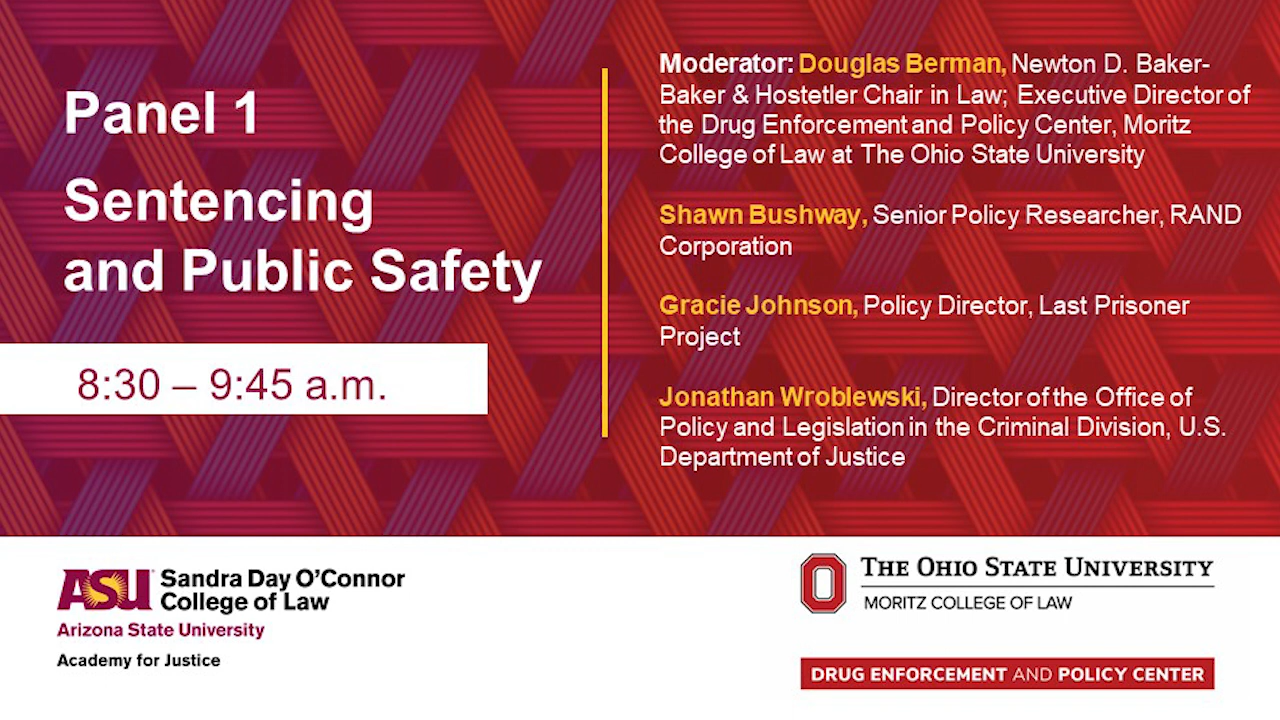 Panel 1
Sentencing
and Public Safety
8:30 – 9:45 a.m.
Moderator: Douglas Berman, Newton D. Baker-
Baker & Hostetler Chair in Law; Executive Director of
the Drug Enforcement and Policy Center, Moritz
College of Law at The Ohio State University
Shawn Bushway, Senior Policy Researcher, RAND
Corporation
Gracie Johnson, Policy Director, Last Prisoner
Project
Jonathan Wroblewski, Director of the Office of
Policy and Legislation in the Criminal Division, U.S.
Department of Justice
ASU Sandra Day O'Connor
College of Law
Arizona State University
Academy for Justice
THE OHIO STATE UNIVERSITY
MORITZ COLLEGE OF LAW
DRUG ENFORCEMENT AND POLICY CENTER